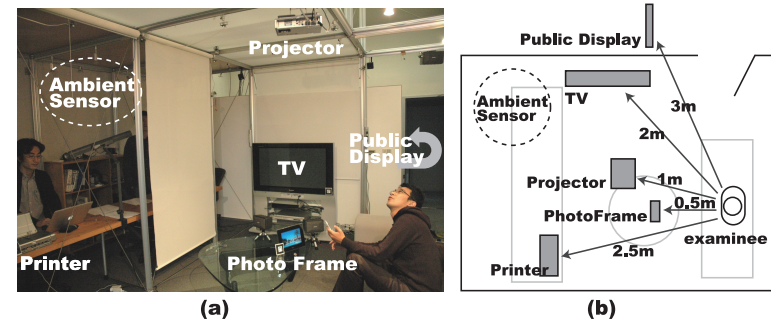 Projector
Ambient
Sensor
Public
Display
TV
Printer
Photo Frame
(a)
Public Display
Ambient
Sensor
TV
3m
2m
Projector
1m
PhotoFrame
0.5m
examinee
Printer
2.5m
(b)